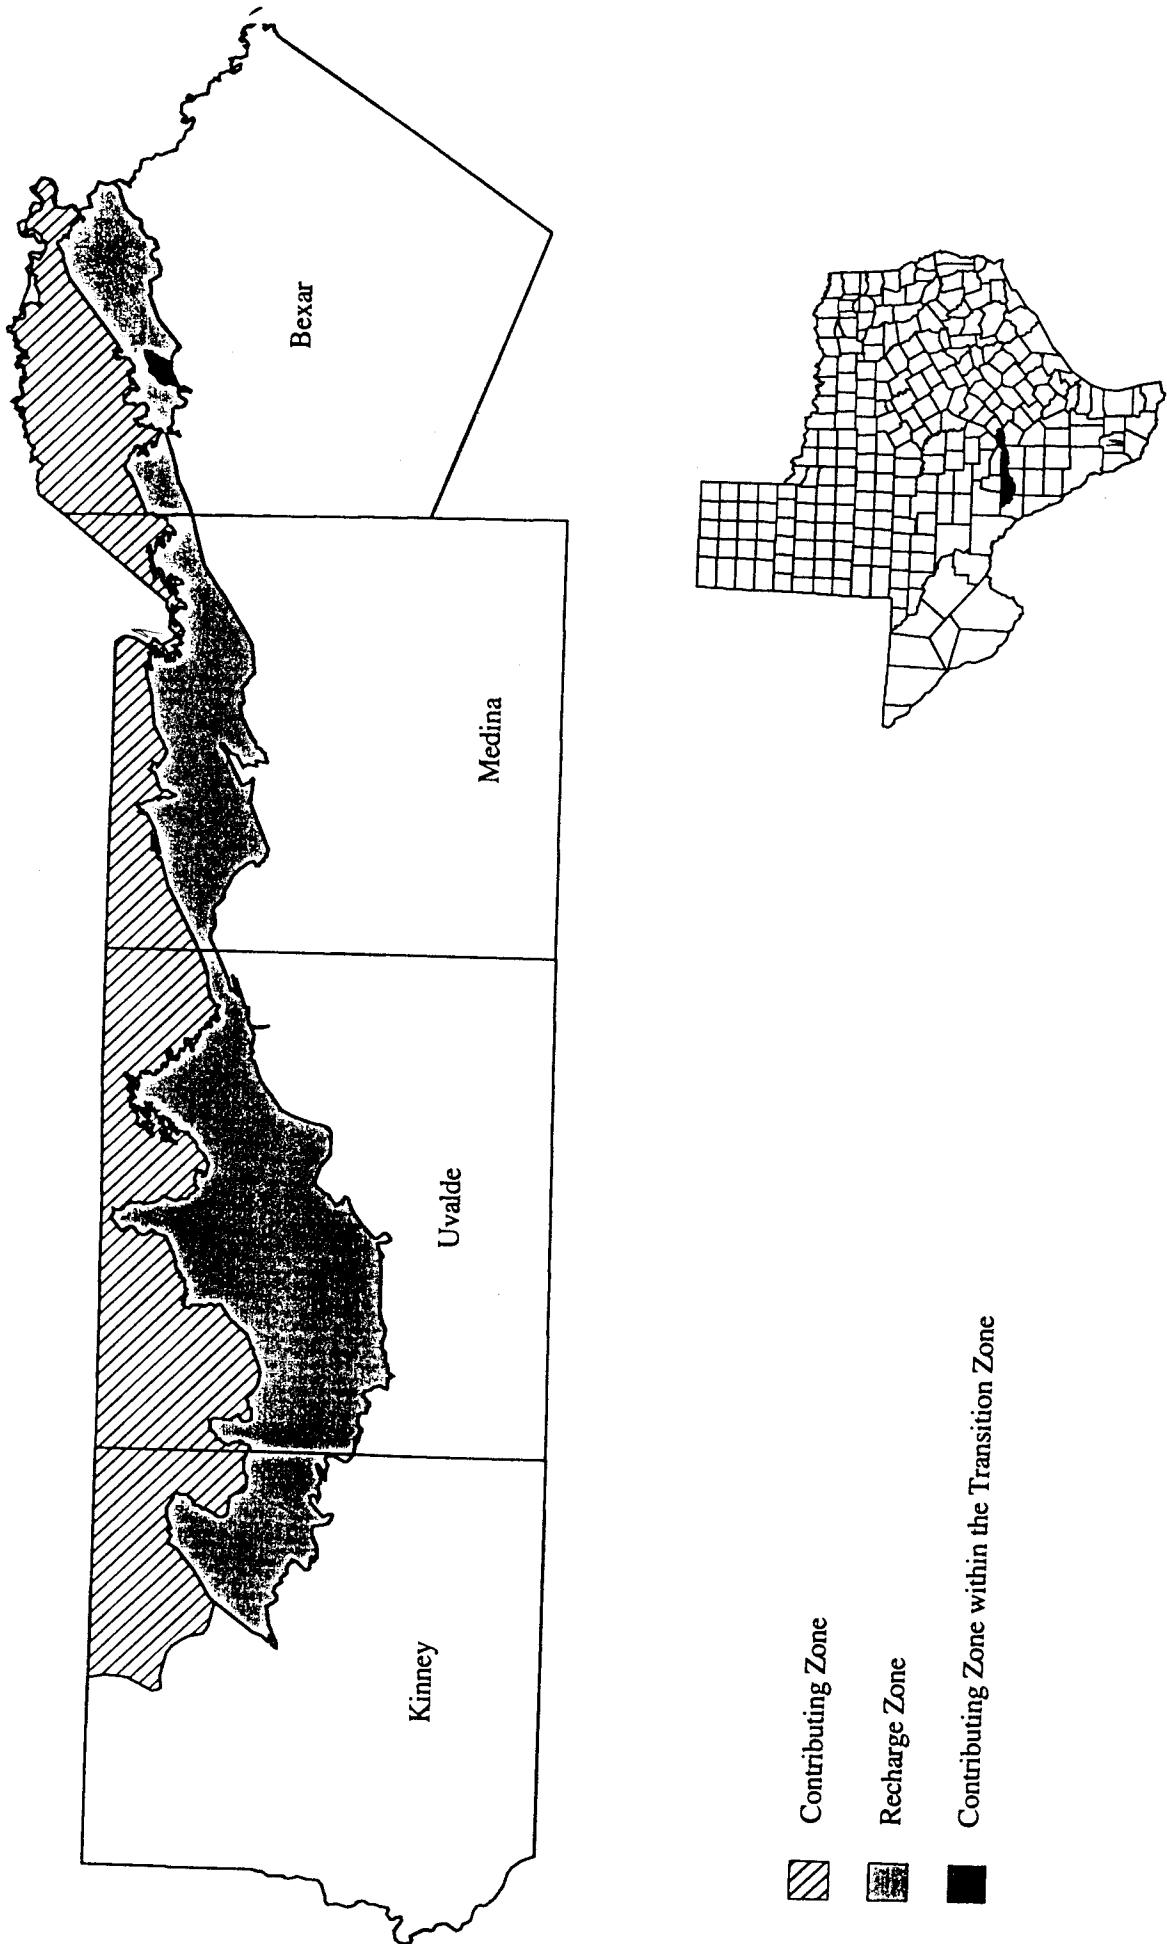 Kinney
Uvalde
Medina
Bexar
Contributing Zone
Recharge Zone
Contributing Zone within the Transition Zone